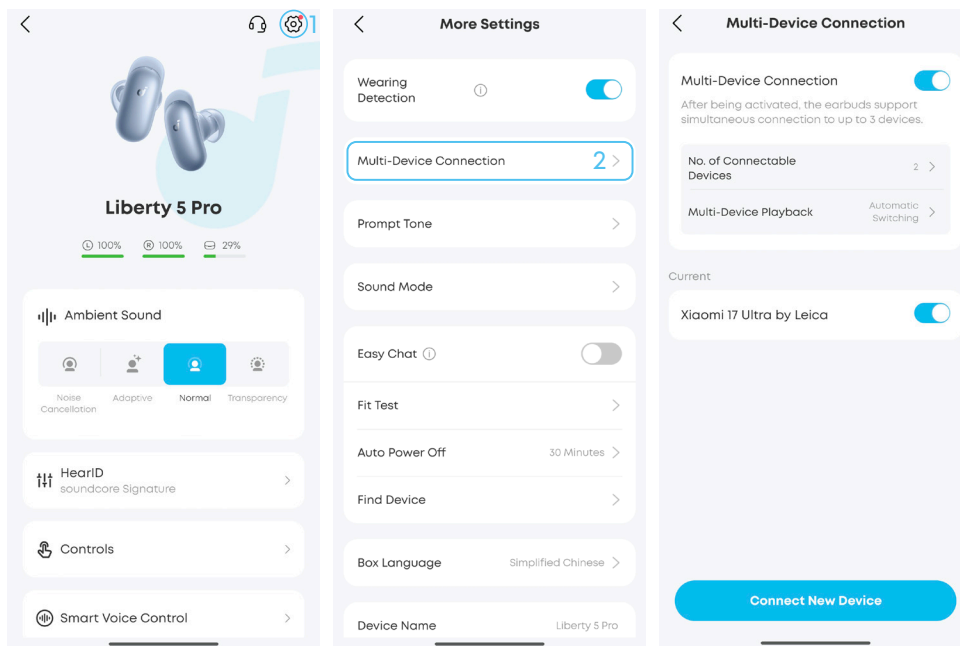 1
Liberty 5 Pro
L 100%
R 100%
29%
Ambient Sound
Noise
Cancellation
Adaptive
Normal
Transparency
HearID
soundcore Signature
Controls
Smart Voice Control
More Settings
Wearing
Detection
Multi-Device Connection 2
Prompt Tone
Sound Mode
Easy Chat
Fit Test
Auto Power Off 30 Minutes
Find Device
Box Language Simplified Chinese
Device Name Liberty 5 Pro
Multi-Device Connection
Multi-Device Connection
After being activated, the earbuds support
simultaneous connection to up to 3 devices.
No. of Connectable
Devices
2
Multi-Device Playback
Automatic
Switching
Current
Xiaomi 17 Ultra by Leica
Connect New Device